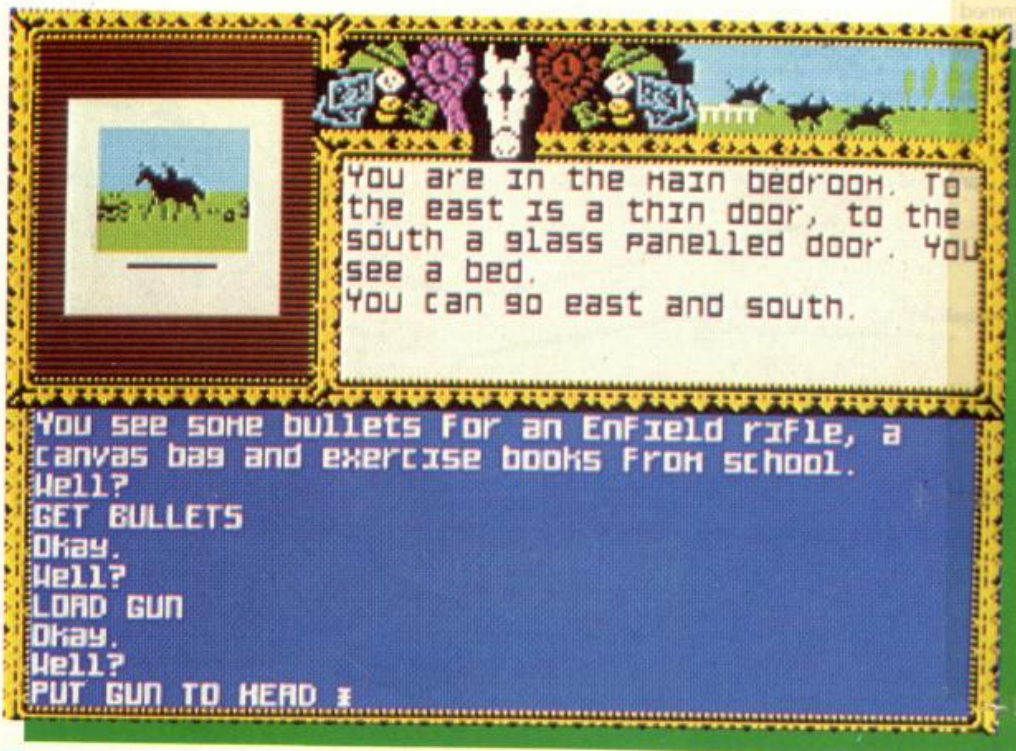 1 1
You are in the main bedroom. To
the east is a thin door, to the
south a glass panelled door. You
see a bed.
You can go east and south.
You see some bullets for an Enfield rifle, a
canvas bag and exercise books from school.
Well?
GET BULLETS
Okay.
Well?
LOAD GUN
Okay.
Well?
PUT GUN TO HEAD